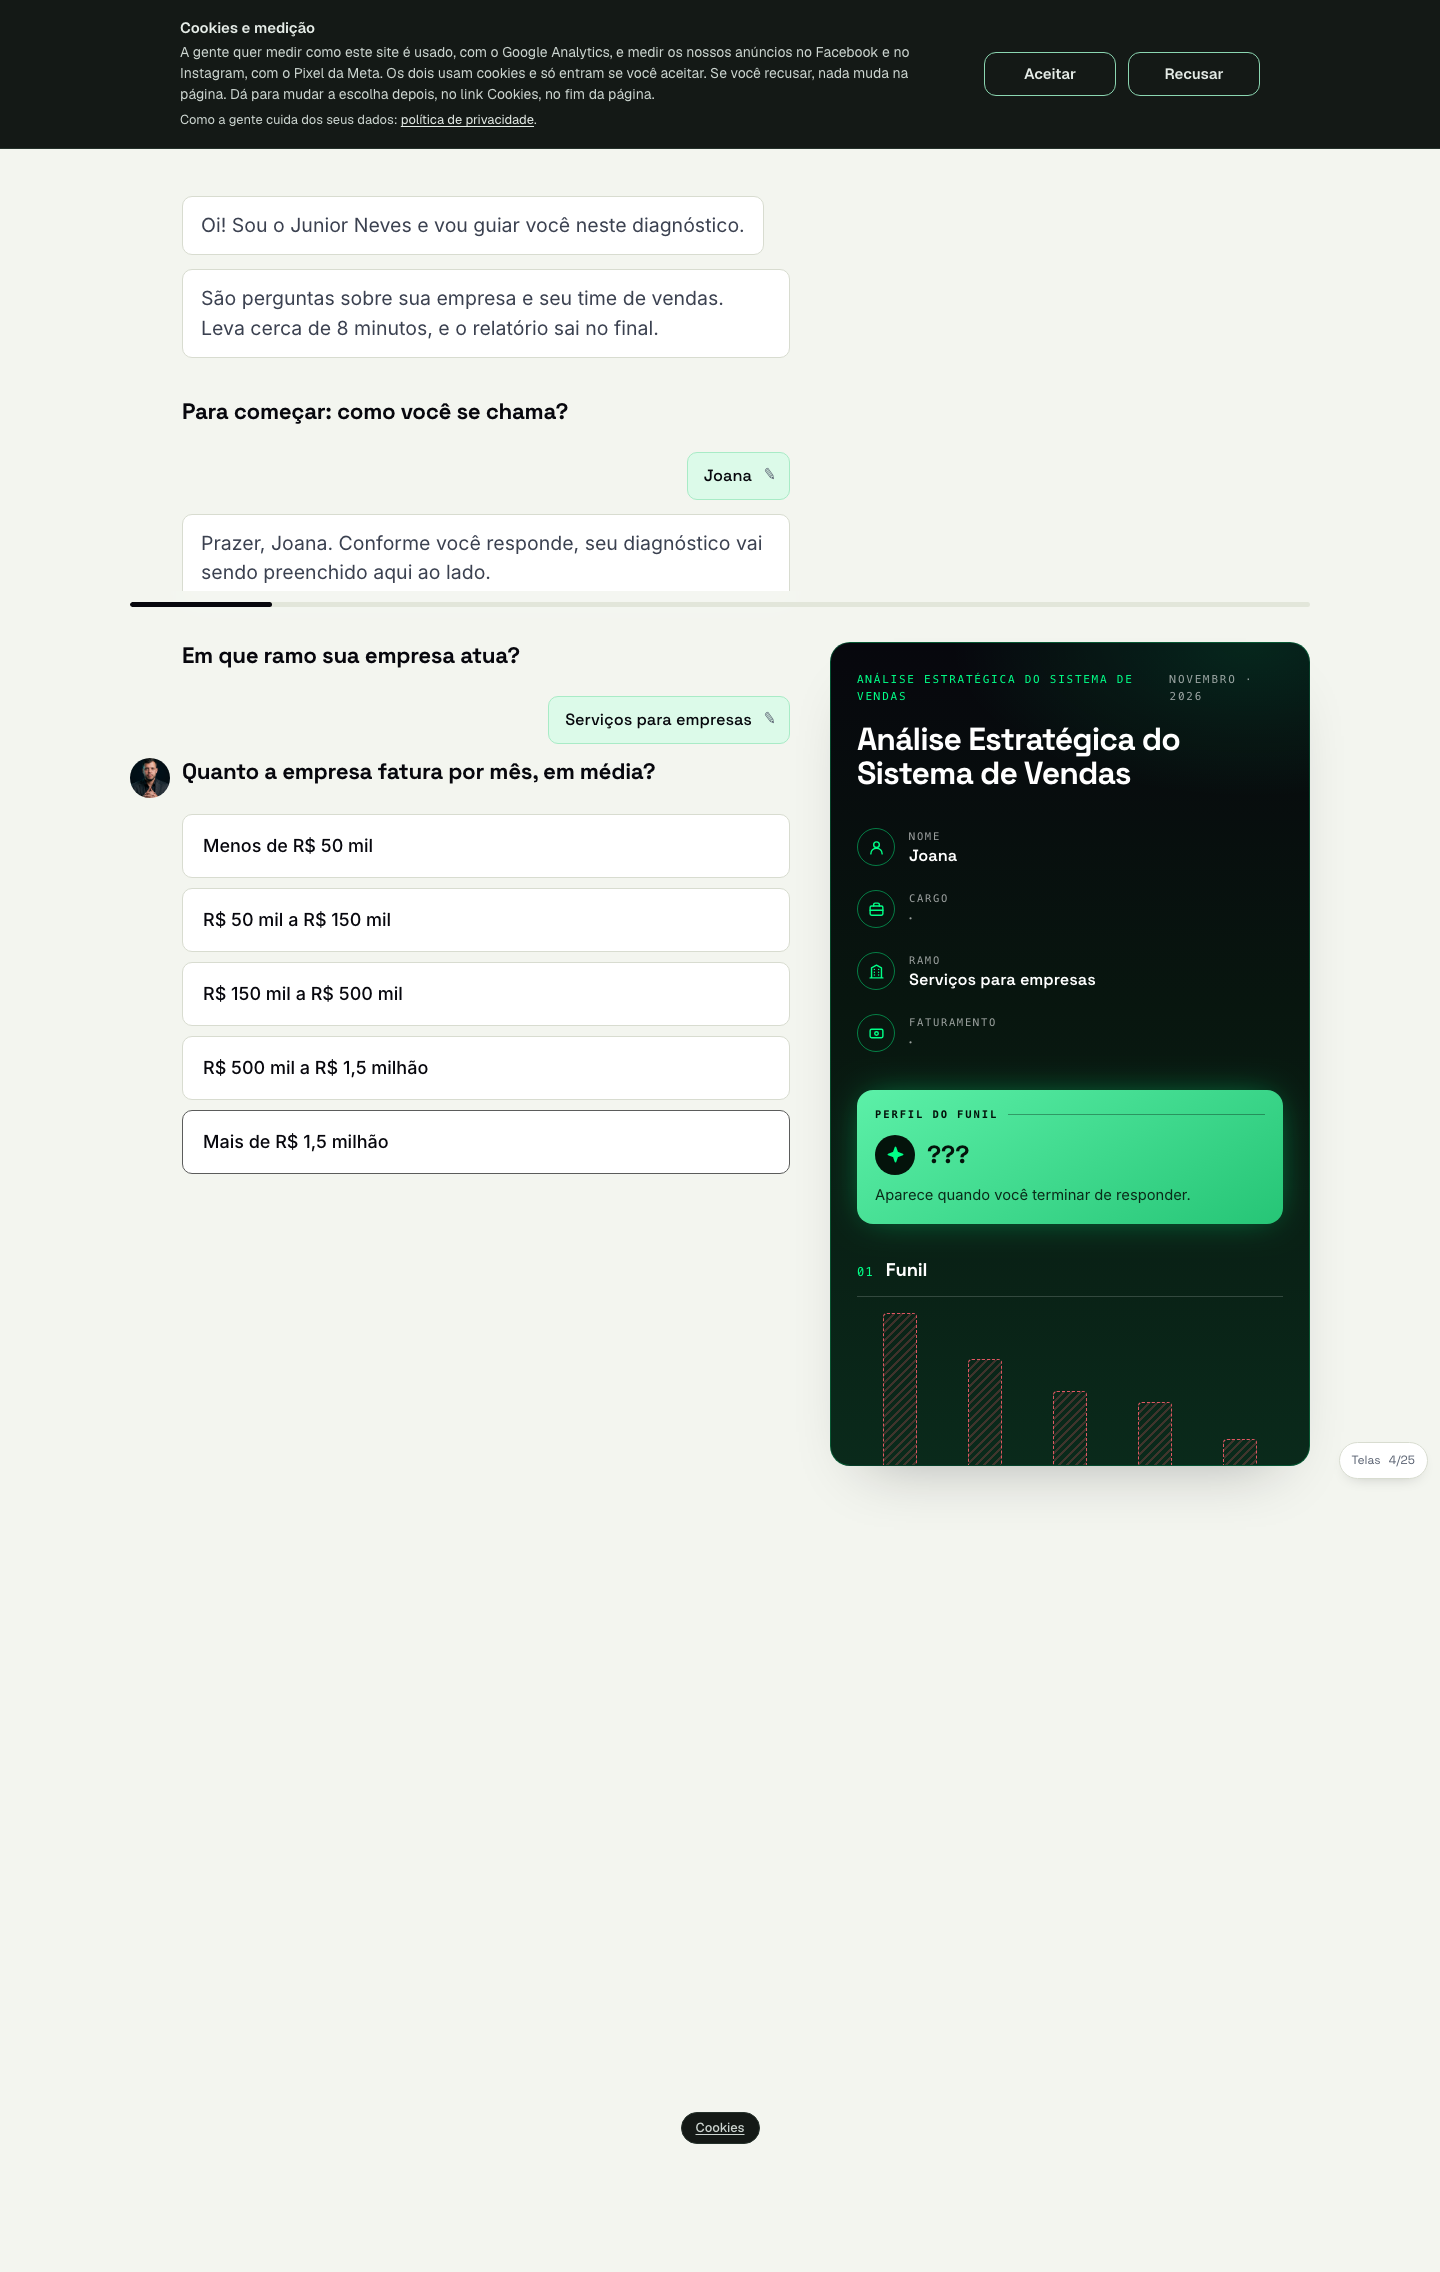 Cookies e medição
A gente quer medir como este site é usado, com o Google Analytics, e medir os nossos anúncios no Facebook e no
Instagram, com o Pixel da Meta. Os dois usam cookies e só entram se você aceitar. Se você recusar, nada muda na
página. Dá para mudar a escolha depois, no link Cookies, no fim da página.
Como a gente cuida dos seus dados: política de privacidade.
Aceitar
Recusar
Oi! Sou o Junior Neves e vou guiar você neste diagnóstico.
São perguntas sobre sua empresa e seu time de vendas.
Leva cerca de 8 minutos, e o relatório sai no final.
Para começar: como você se chama?
Joana
Prazer, Joana. Conforme você responde, seu diagnóstico vai
sendo preenchido aqui ao lado.
Em que ramo sua empresa atua?
Serviços para empresas
Quanto a empresa fatura por mês, em média?
Menos de R$ 50 mil
R$ 50 mil a R$ 150 mil
R$ 150 mil a R$ 500 mil
R$ 500 mil a R$ 1,5 milhão
Mais de R$ 1,5 milhão
ANÁLISE ESTRATÉGICA DO SISTEMA DE
VENDAS
NOVEMBRO ·
2026
Análise Estratégica do
Sistema de Vendas
NOME
Joana
CARGO
·
RAMO
Serviços para empresas
FATURAMENTO
·
PERFIL DO FUNIL
???
Aparece quando você terminar de responder.
01 Funil
Telas 4/25
Cookies